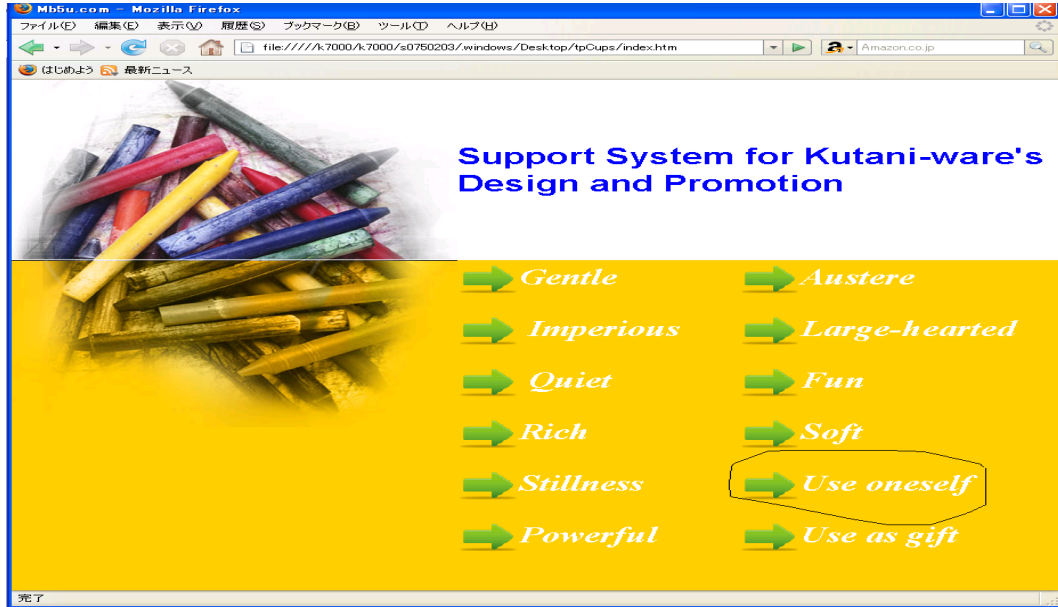 Mb5u.com - Mozilla Firefox
ファイル(F) 編集(E) 表示(V) 履歴(S) ブックマーク(B) ツール(T) ヘルプ(H)
file://///k7000/k7000/s0750203/.windows/Desktop/tpCups/index.htm
Amazon.co.jp
はじめよう 最新ニュース
Support System for Kutani-ware's
Design and Promotion
Gentle Austere
Imperious Large-hearted
Quiet Fun
Rich Soft
Stillness Use oneself
Powerful Use as gift
完了